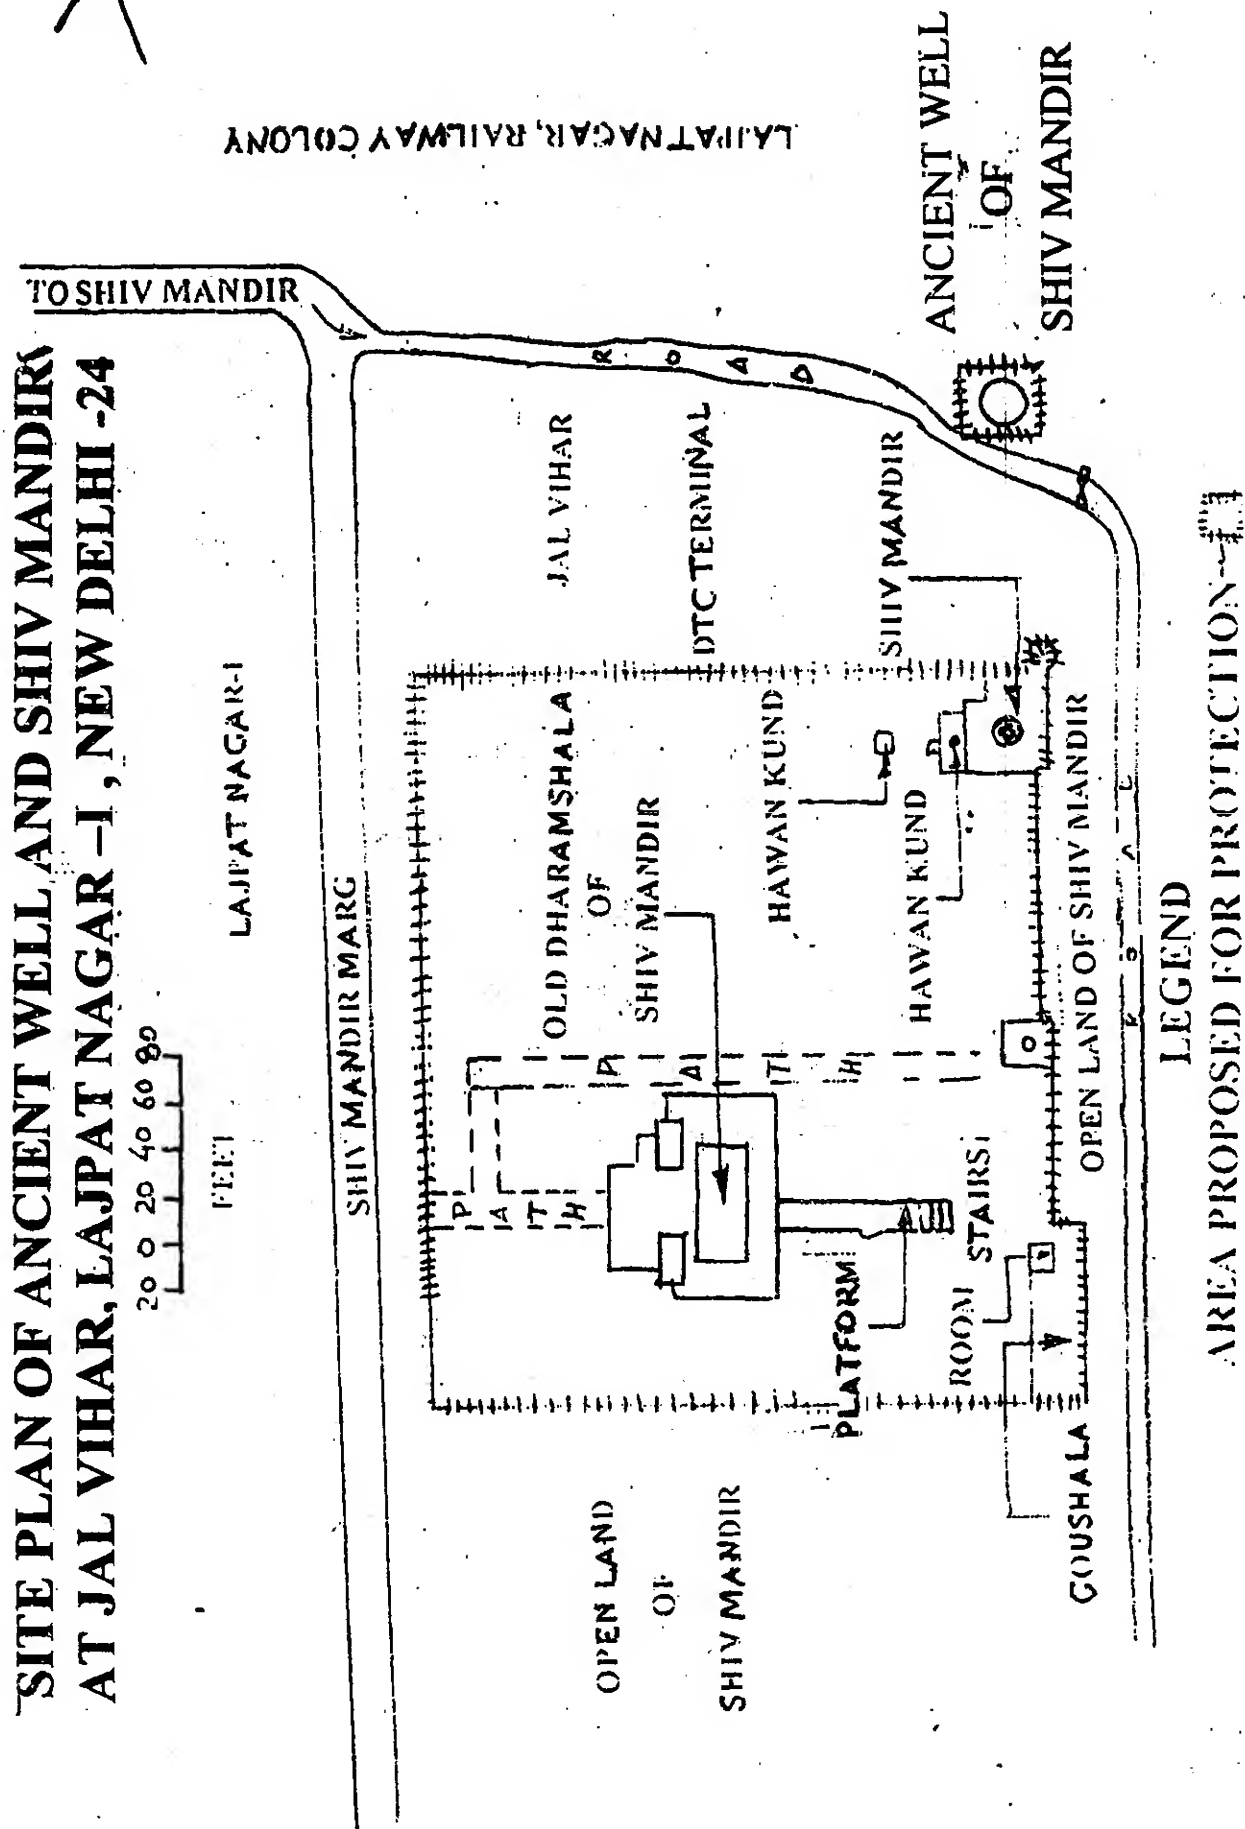 SITE PLAN OF ANCIENT WELL AND SHIV MANDIR
AT JAL VIHAR, LAJPAT NAGAR –I , NEW DELHI -24
20 0 20 40 60 80
FEET
LAJPAT NAGAR-I
TO SHIV MANDIR
LAJPAT NAGAR, RAILWAY COLONY
SHIV MANDIR MARG
ROAD
PATH
PATH
OLD DHARAMSHALA
OF
SHIV MANDIR
JAL VIHAR
DTC TERMINAL
OPEN LAND
OF
SHIV MANDIR
HAWAN KUND
SHIV MANDIR
PLATFORM
HAWAN KUND
ROOM
STAIRS
ANCIENT WELL
OF
SHIV MANDIR
GOUSHALA
OPEN LAND OF SHIV MANDIR
LEGEND
AREA PROPOSED FOR PROTECTION